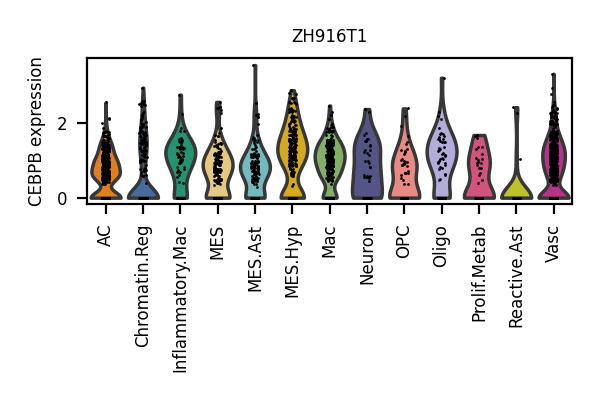 ZH916T1
CEBPB expression
2
0
AC
Chromatin.Reg
Inflammatory.Mac
MES
MES.Ast
MES.Hyp
Mac
Neuron
OPC
Oligo
Prolif.Metab
Reactive.Ast
Vasc